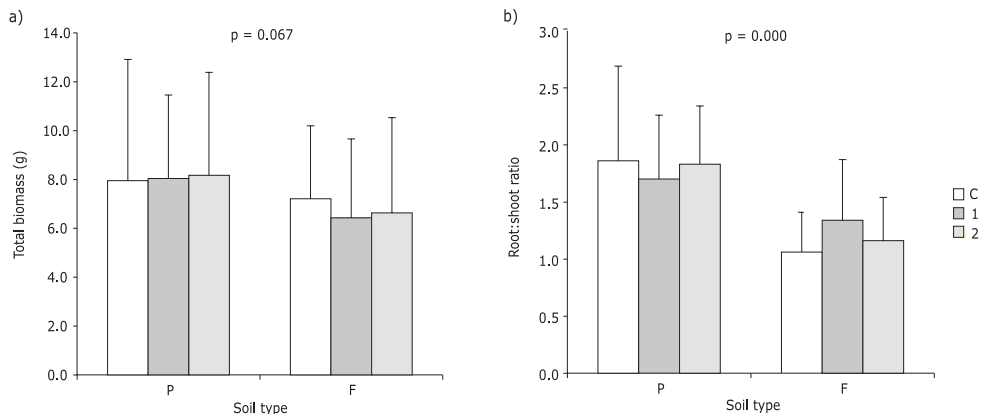 a)
p = 0.067
14.0
12.0
10.0
8.0
6.0
4.0
2.0
0.0
Total biomass (g)
P
F
Soil type
b)
p = 0.000
3.0
2.5
2.0
1.5
1.0
0.5
0.0
Root:shoot ratio
P
F
Soil type
C
1
2